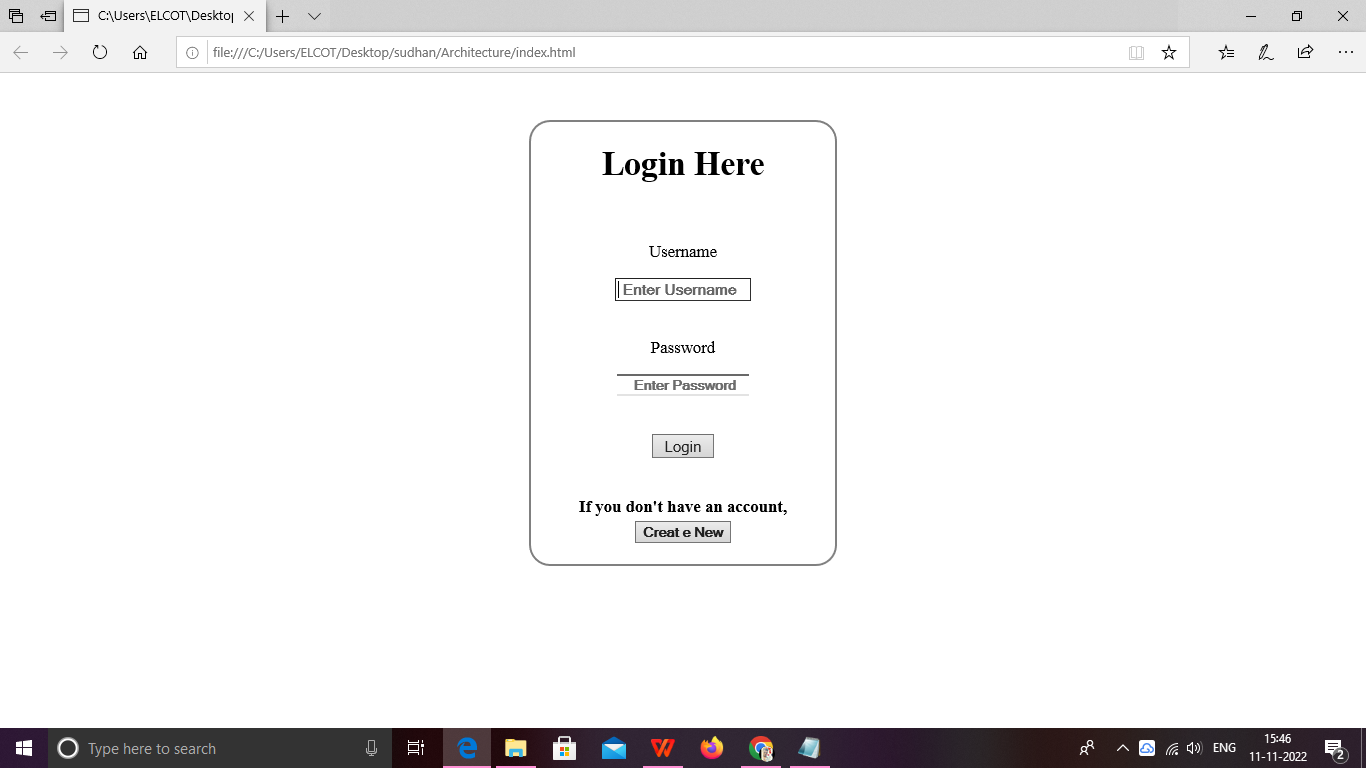 C:\Users\ELCOT\Desktop
file:///C:/Users/ELCOT/Desktop/sudhan/Architecture/index.html
Login Here
Username
Enter Username
Password
Enter Password
Login
If you don't have an account,
Creat e New
Type here to search
ENG
15:46
11-11-2022
2